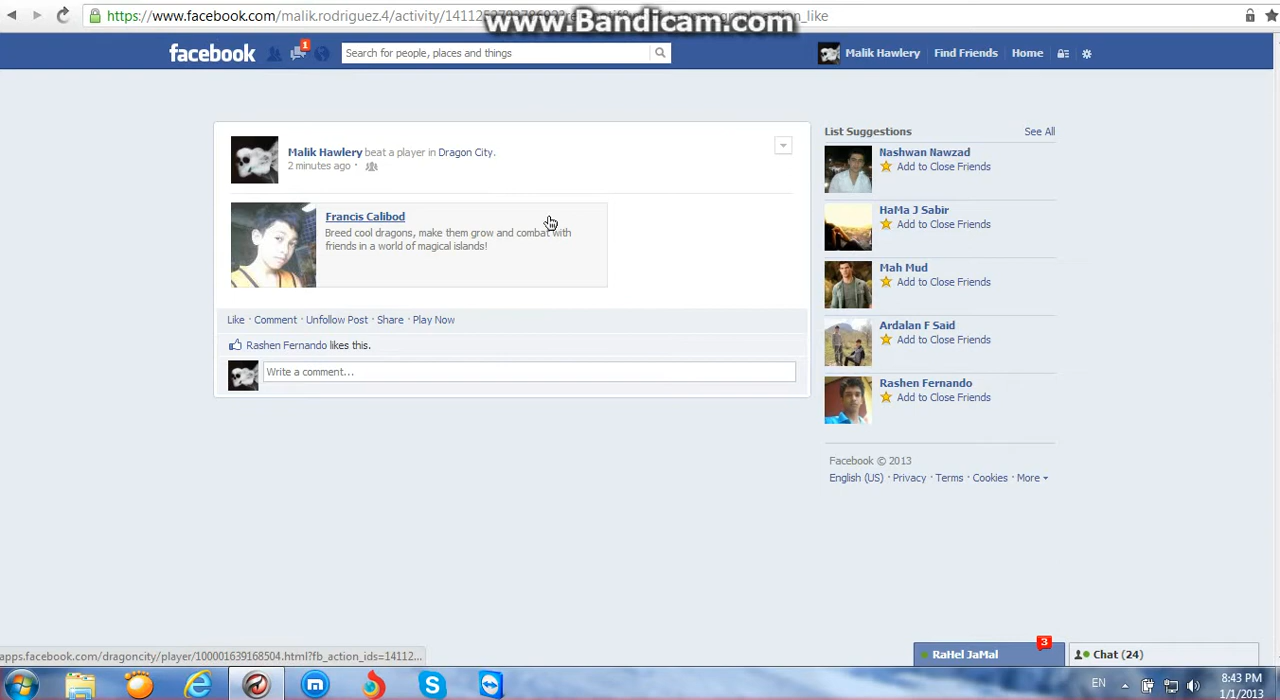 https://www.facebook.com/malik.rodriguez.4/activity/
www.Bandicam.com
facebook
1
Search for people, places and things
Malik Hawlery
Find Friends
Home
Malik Hawlery beat a player in Dragon City.
2 minutes ago ·
Francis Calibod
Breed cool dragons, make them grow and combat with
friends in a world of magical islands!
Like · Comment · Unfollow Post · Share · Play Now
Rashen Fernando likes this.
Write a comment...
List Suggestions
See All
Nashwan Nawzad
Add to Close Friends
HaMa J Sabir
Add to Close Friends
Mah Mud
Add to Close Friends
Ardalan F Said
Add to Close Friends
Rashen Fernando
Add to Close Friends
Facebook © 2013
English (US) · Privacy · Terms · Cookies · More
apps.facebook.com/dragoncity/player/100001639168504.html?fb_action_ids=14112...
RaHel JaMal
3
Chat (24)
EN
8:43 PM
1/1/2013